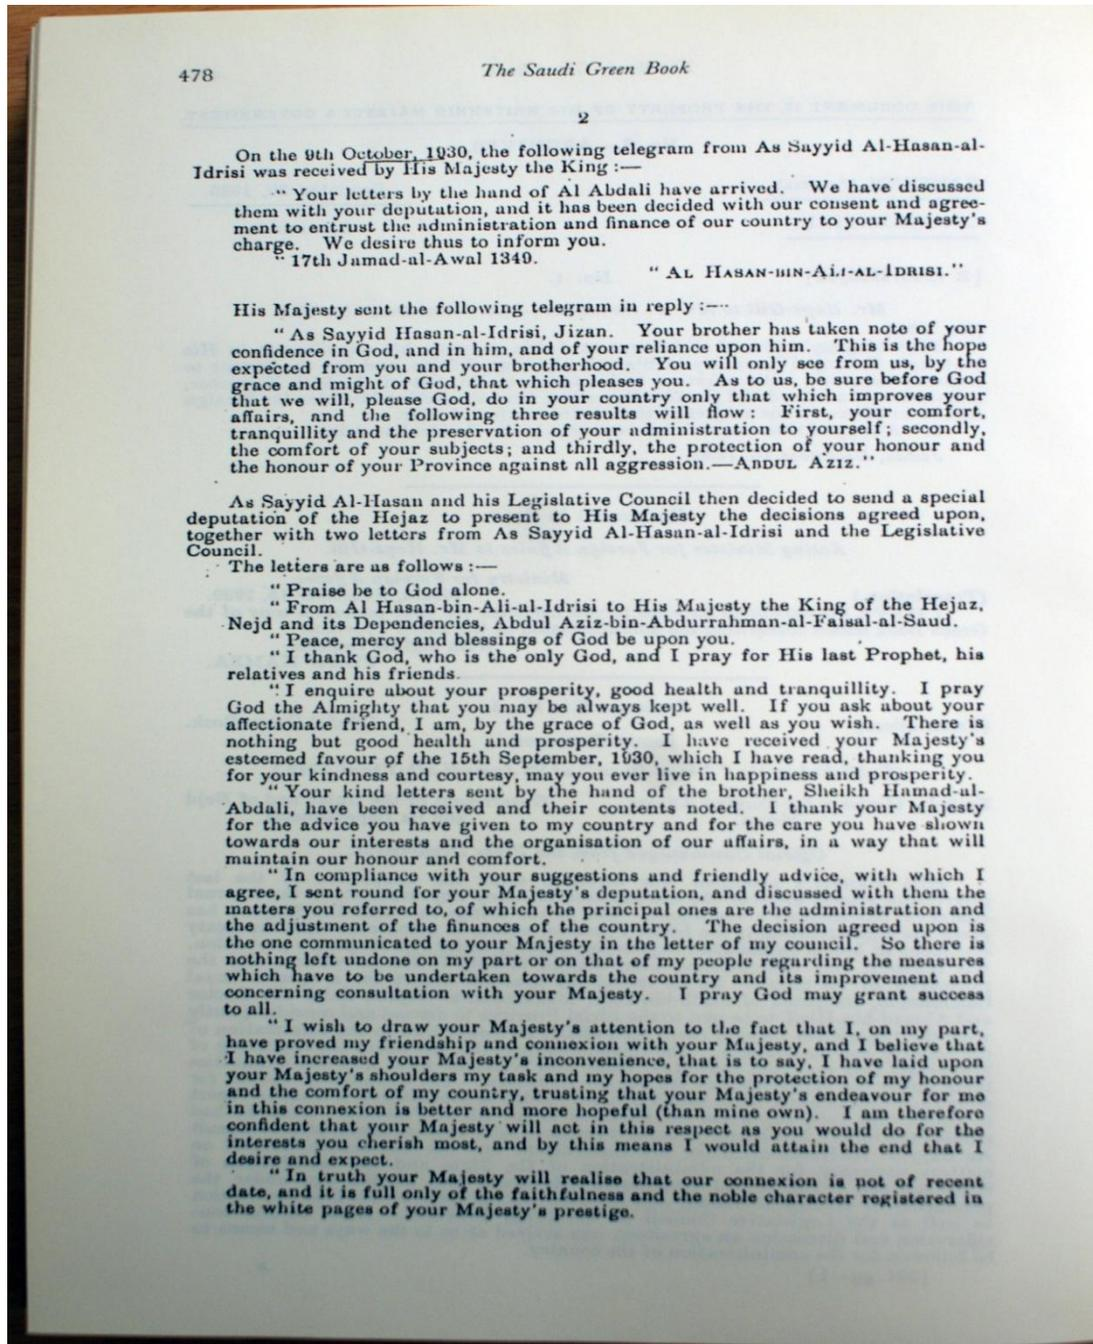 478
The Saudi Green Book
2
On the 9th October, 1930, the following telegram from As Sayyid Al-Hasan-al-
Idrisi was received by His Majesty the King :—
" Your letters by the hand of Al Abdali have arrived. We have discussed
them with your deputation, and it has been decided with our consent and agree-
ment to entrust the administration and finance of our country to your Majesty's
charge. We desire thus to inform you.
" 17th Jamad-al-Awal 1349.
" AL HASAN-BIN-ALI-AL-IDRISI."
His Majesty sent the following telegram in reply :—
" As Sayyid Hasan-al-Idrisi, Jizan. Your brother has taken note of your
confidence in God, and in him, and of your reliance upon him. This is the hope
expected from you and your brotherhood. You will only see from us, by the
grace and might of God, that which pleases you. As to us, be sure before God
that we will, please God, do in your country only that which improves your
affairs, and the following three results will flow : First, your comfort,
tranquillity and the preservation of your administration to yourself; secondly,
the comfort of your subjects; and thirdly, the protection of your honour and
the honour of your Province against all aggression.—ABDUL AZIZ."
As Sayyid Al-Hasan and his Legislative Council then decided to send a special
deputation of the Hejaz to present to His Majesty the decisions agreed upon,
together with two letters from As Sayyid Al-Hasan-al-Idrisi and the Legislative
Council.
The letters are as follows :—
" Praise be to God alone.
" From Al Hasan-bin-Ali-al-Idrisi to His Majesty the King of the Hejaz,
Nejd and its Dependencies, Abdul Aziz-bin-Abdurrahman-al-Faisal-al-Saud.
" Peace, mercy and blessings of God be upon you.
" I thank God, who is the only God, and I pray for His last Prophet, his
relatives and his friends.
" I enquire about your prosperity, good health and tranquillity. I pray
God the Almighty that you may be always kept well. If you ask about your
affectionate friend, I am, by the grace of God, as well as you wish. There is
nothing but good health and prosperity. I have received your Majesty's
esteemed favour of the 15th September, 1930, which I have read, thanking you
for your kindness and courtesy, may you ever live in happiness and prosperity.
" Your kind letters sent by the hand of the brother, Sheikh Hamad-ul-
Abdali, have been received and their contents noted. I thank your Majesty
for the advice you have given to my country and for the care you have shown
towards our interests and the organisation of our affairs, in a way that will
maintain our honour and comfort.
" In compliance with your suggestions and friendly advice, with which I
agree, I sent round for your Majesty's deputation, and discussed with them the
matters you referred to, of which the principal ones are the administration and
the adjustment of the finances of the country. The decision agreed upon is
the one communicated to your Majesty in the letter of my council. So there is
nothing left undone on my part or on that of my people regarding the measures
which have to be undertaken towards the country and its improvement and
concerning consultation with your Majesty. I pray God may grant success
to all.
" I wish to draw your Majesty's attention to the fact that I, on my part,
have proved my friendship and connexion with your Majesty, and I believe that
I have increased your Majesty's inconvenience, that is to say, I have laid upon
your Majesty's shoulders my task and my hopes for the protection of my honour
and the comfort of my country, trusting that your Majesty's endeavour for me
in this connexion is better and more hopeful (than mine own). I am therefore
confident that your Majesty will act in this respect as you would do for the
interests you cherish most, and by this means I would attain the end that I
desire and expect.
" In truth your Majesty will realise that our connexion is not of recent
date, and it is full only of the faithfulness and the noble character registered in
the white pages of your Majesty's prestige.